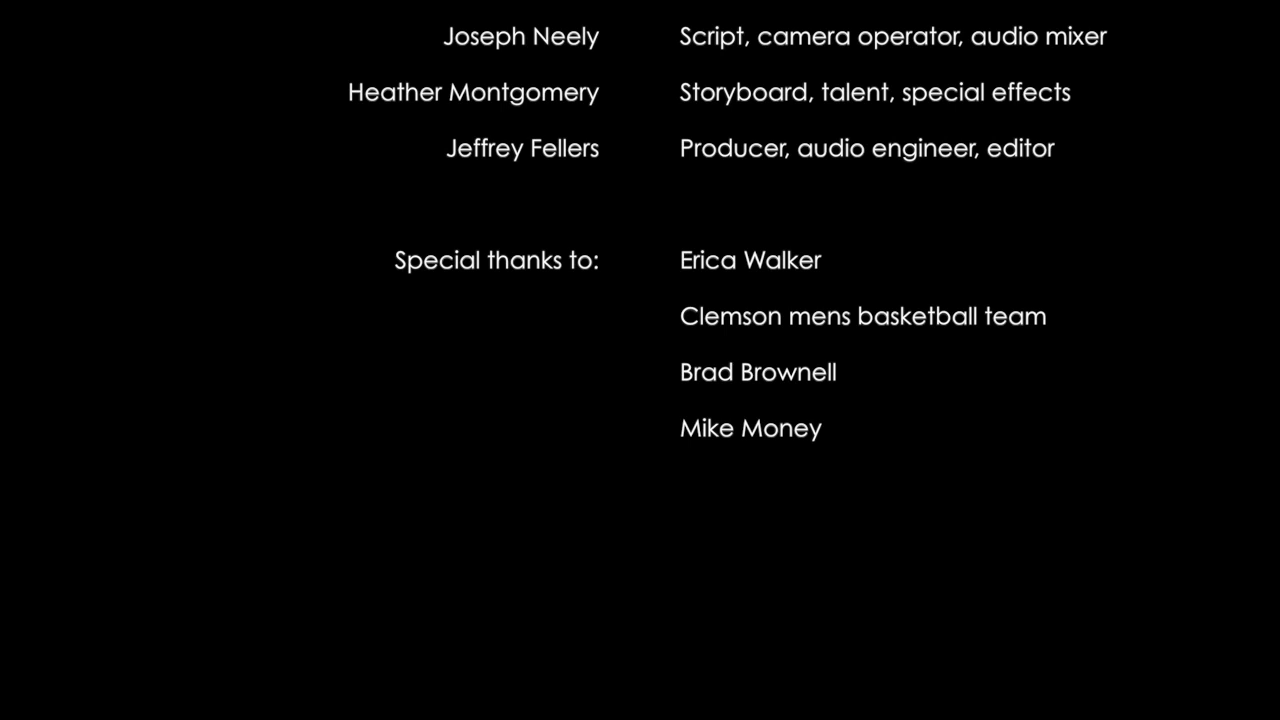 Joseph Neely Script, camera operator, audio mixer
Heather Montgomery Storyboard, talent, special effects
Jeffrey Fellers Producer, audio engineer, editor
Special thanks to: Erica Walker
Clemson mens basketball team
Brad Brownell
Mike Money